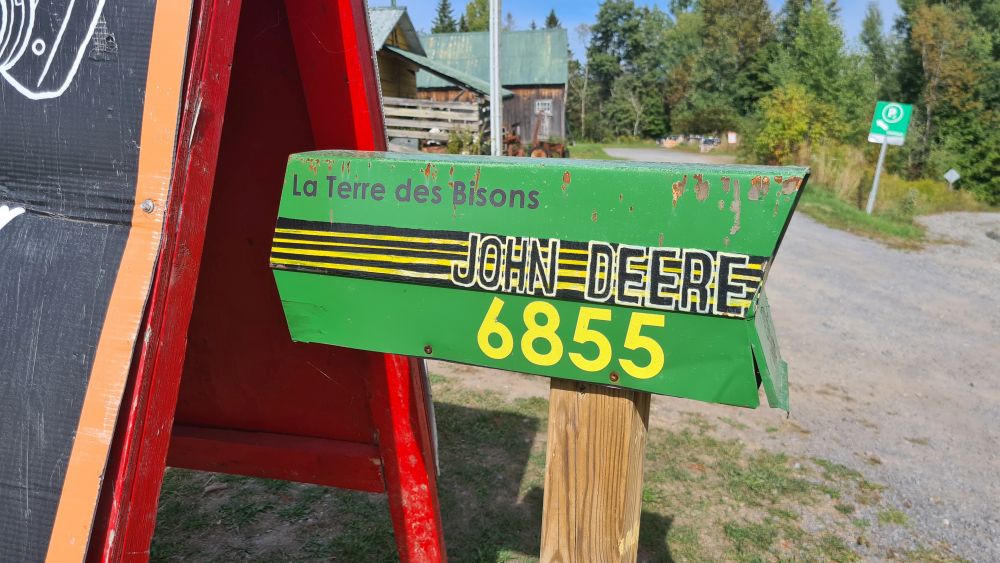 La Terre des Bisons
JOHN DEERE
6855